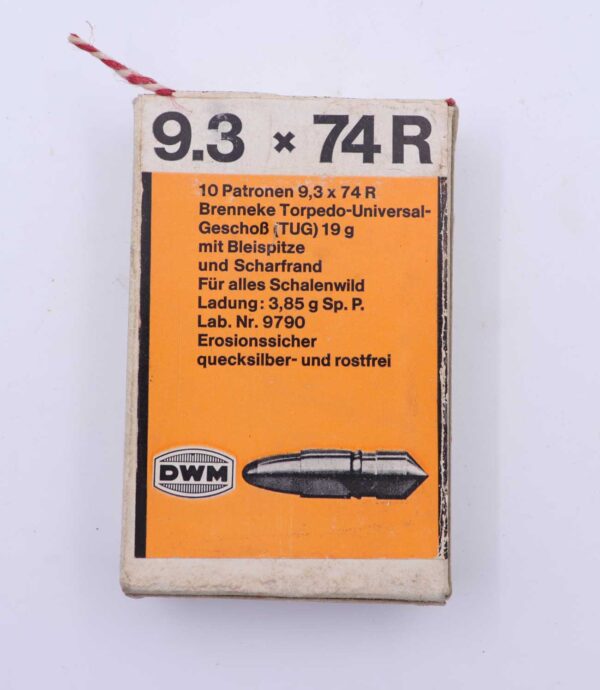 9.3 × 74 R
10 Patronen 9,3 x 74 R
Brenneke Torpedo-Universal-
Geschoß (TUG) 19 g
mit Bleispitze
und Scharfrand
Für alles Schalenwild
Ladung: 3,85 g Sp. P.
Lab. Nr. 9790
Erosionssicher
quecksilber- und rostfrei
DWM